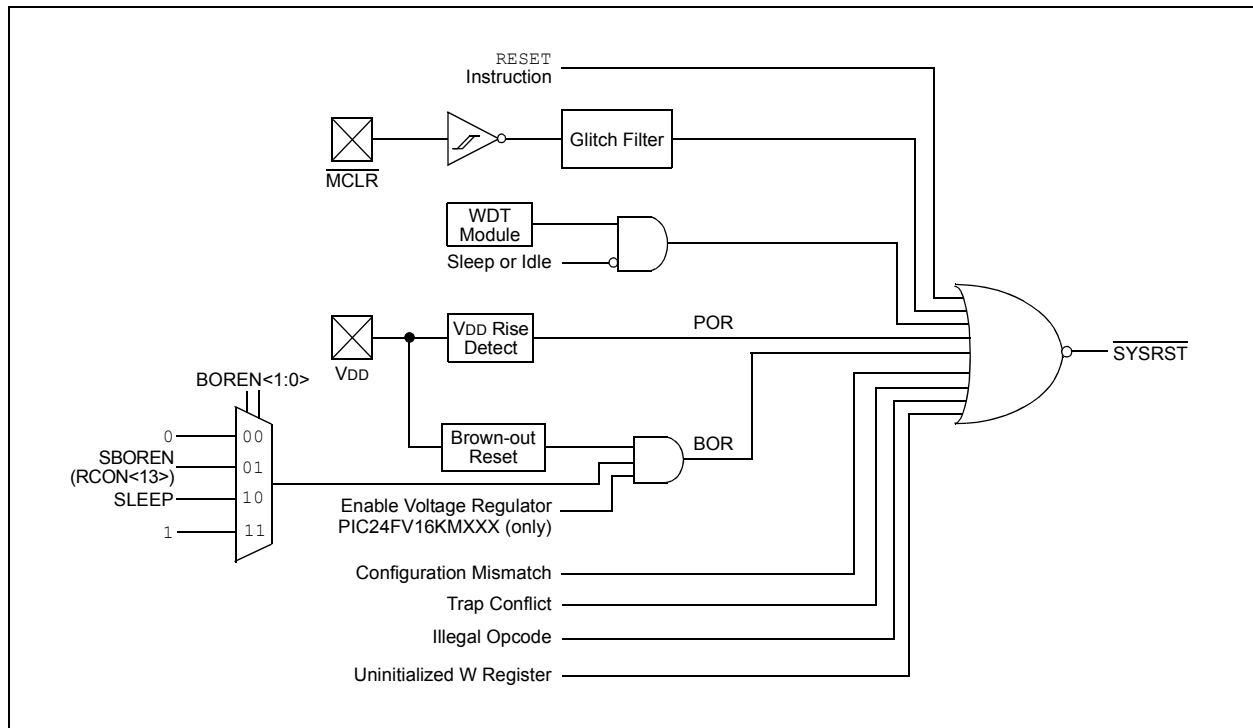 RESET
Instruction
MCLR
Glitch Filter
WDT
Module
Sleep or Idle
VDD
VDD Rise
Detect
POR
SYSRST
BOREN<1:0>
0
00
SBOREN
(RCON<13>)
01
SLEEP
10
1
11
Brown-out
Reset
BOR
Enable Voltage Regulator
PIC24FV16KMXXX (only)
Configuration Mismatch
Trap Conflict
Illegal Opcode
Uninitialized W Register